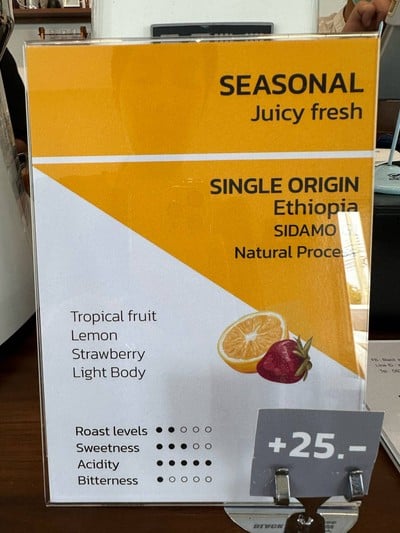 SEASONAL
Juicy fresh
SINGLE ORIGIN
Ethiopia
SIDAMO
Natural Process
Tropical fruit
Lemon
Strawberry
Light Body
Roast levels
Sweetness
Acidity
Bitterness
+25.-